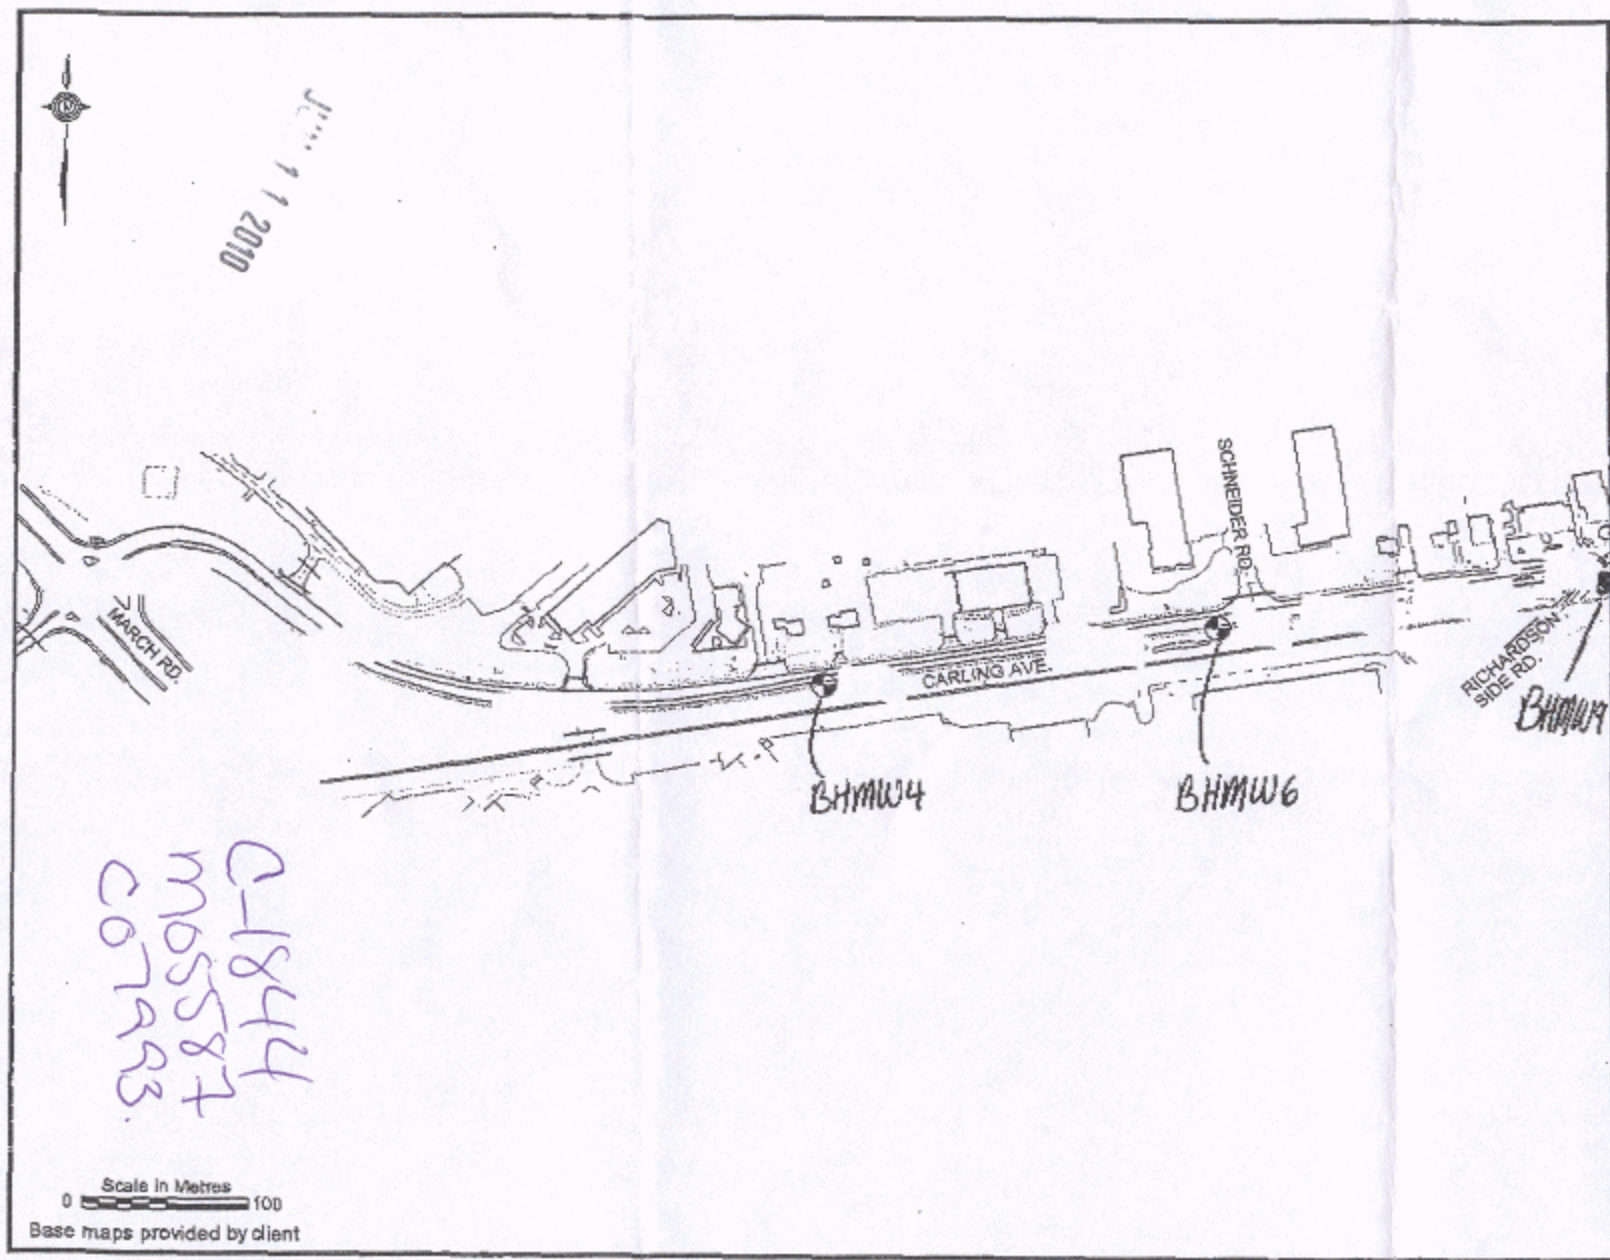 N
11 2010
SCHNEIDER RD.
MARCH RD.
CARLING AVE.
RICHARDSON
SIDE RD.
BHMW9
BHMW4
BHMW6
C-1844
M05587
C07993.
Scale in Metres
0 100
Base maps provided by client